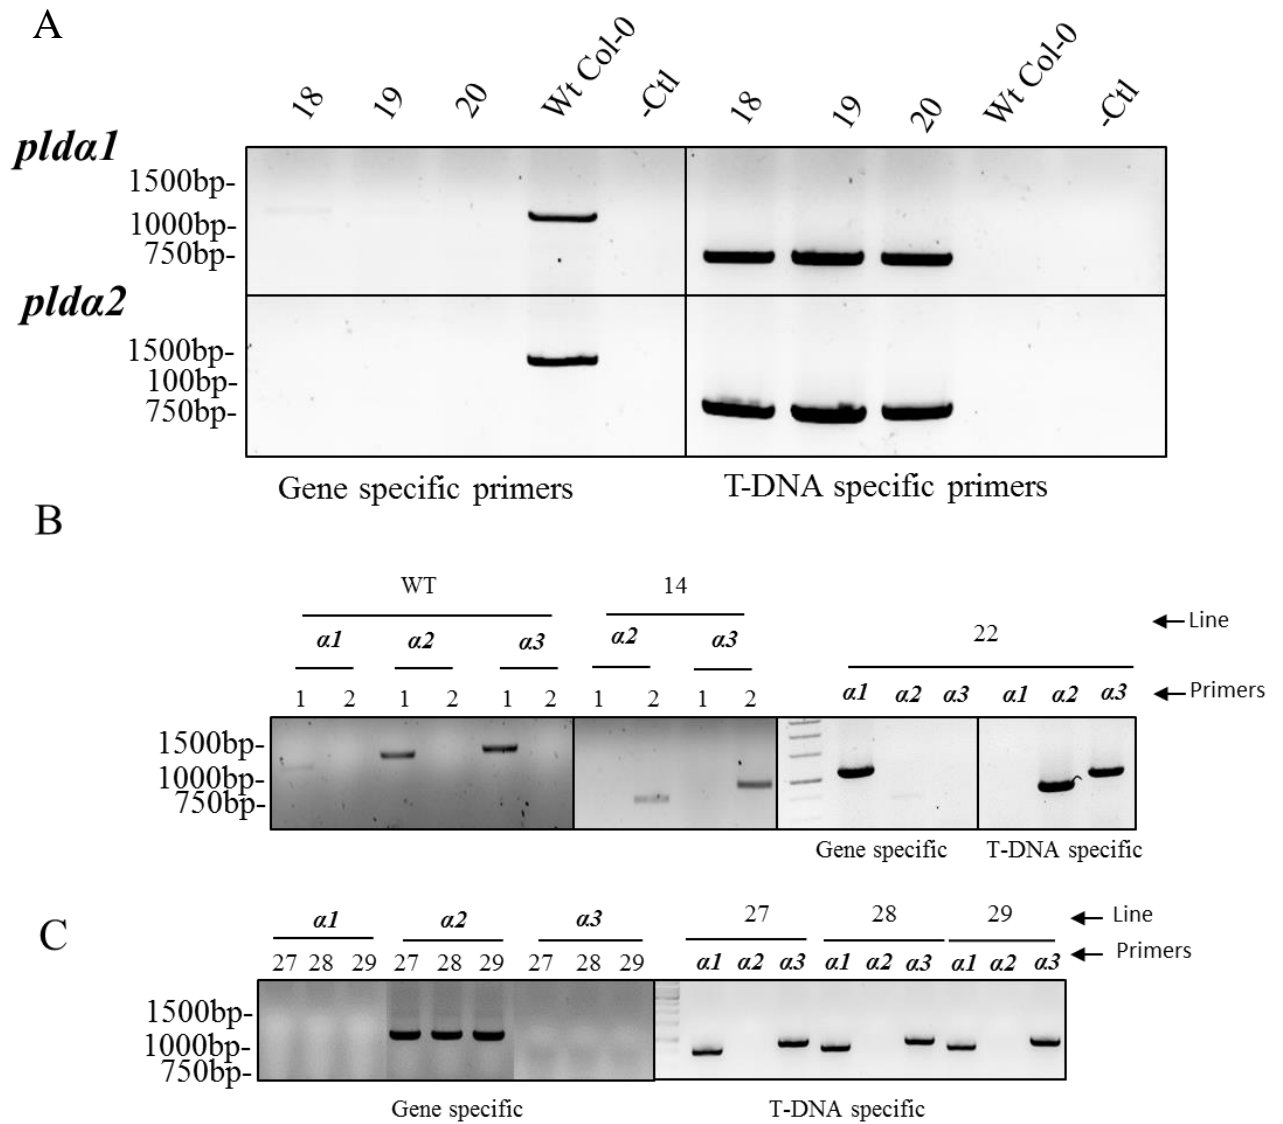 A
18 19 20 Wt Col-0 -Ctl 18 19 20 Wt Col-0 -Ctl
pldα1
1500bp-
1000bp-
750bp-
pldα2
1500bp-
100bp-
750bp-
Gene specific primers T-DNA specific primers
B
WT 14 22 Line
α1 α2 α3 α2 α3
1 2 1 2 1 2 1 2 1 2 α1 α2 α3 α1 α2 α3 Primers
1500bp-
1000bp-
750bp-
Gene specific T-DNA specific
C
α1 α2 α3 27 28 29 Line
27 28 29 27 28 29 27 28 29 α1 α2 α3 α1 α2 α3 α1 α2 α3 Primers
1500bp-
1000bp-
750bp-
Gene specific T-DNA specific